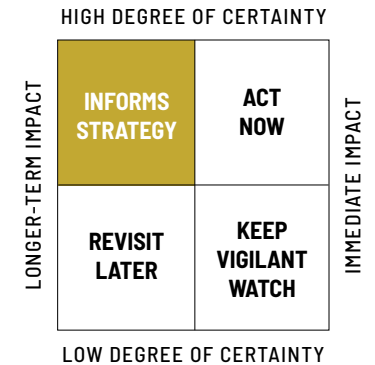 HIGH DEGREE OF CERTAINTY
LONGER-TERM IMPACT
INFORMS
STRATEGY
ACT
NOW
IMMEDIATE IMPACT
REVISIT
LATER
KEEP
VIGILANT
WATCH
LOW DEGREE OF CERTAINTY